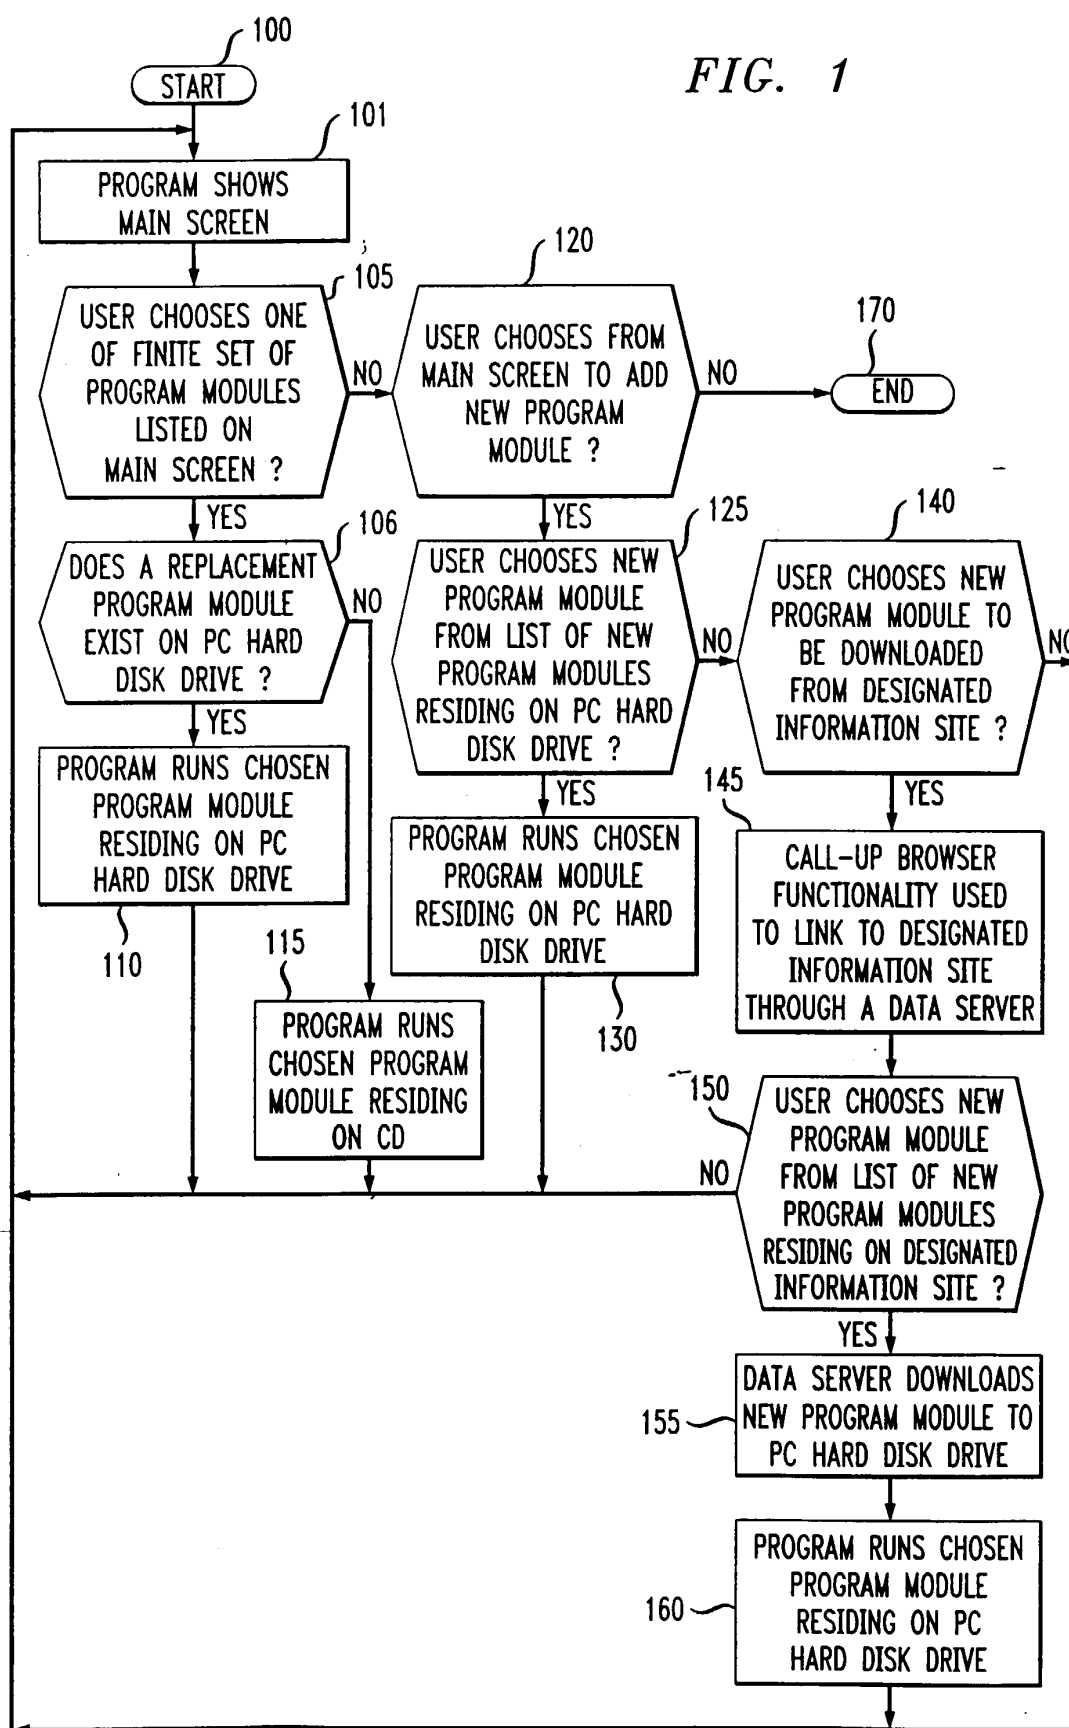 FIG. 1
100
START
101
PROGRAM SHOWS
MAIN SCREEN
105
USER CHOOSES ONE
OF FINITE SET OF
PROGRAM MODULES
LISTED ON
MAIN SCREEN ?
NO
YES
120
USER CHOOSES FROM
MAIN SCREEN TO ADD
NEW PROGRAM
MODULE ?
NO
YES
170
END
106
DOES A REPLACEMENT
PROGRAM MODULE
EXIST ON PC HARD
DISK DRIVE ?
NO
YES
125
USER CHOOSES NEW
PROGRAM MODULE
FROM LIST OF NEW
PROGRAM MODULES
RESIDING ON PC HARD
DISK DRIVE ?
NO
YES
140
USER CHOOSES NEW
PROGRAM MODULE TO
BE DOWNLOADED
FROM DESIGNATED
INFORMATION SITE ?
NO
YES
PROGRAM RUNS CHOSEN
PROGRAM MODULE
RESIDING ON PC
HARD DISK DRIVE
110
115
PROGRAM RUNS
CHOSEN PROGRAM
MODULE RESIDING
ON CD
PROGRAM RUNS CHOSEN
PROGRAM MODULE
RESIDING ON PC HARD
DISK DRIVE
130
145
CALL-UP BROWSER
FUNCTIONALITY USED
TO LINK TO DESIGNATED
INFORMATION SITE
THROUGH A DATA SERVER
150
USER CHOOSES NEW
PROGRAM MODULE
FROM LIST OF NEW
PROGRAM MODULES
RESIDING ON DESIGNATED
INFORMATION SITE ?
NO
YES
155
DATA SERVER DOWNLOADS
NEW PROGRAM MODULE TO
PC HARD DISK DRIVE
160
PROGRAM RUNS CHOSEN
PROGRAM MODULE
RESIDING ON PC
HARD DISK DRIVE